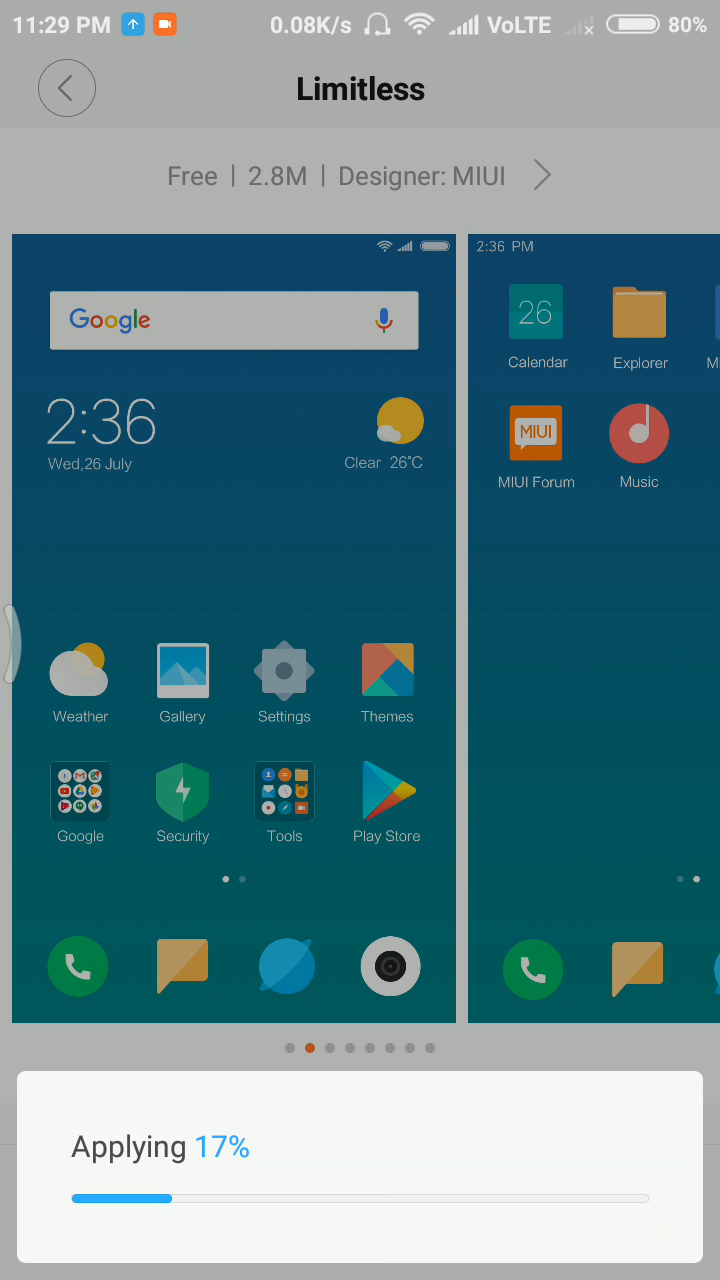 11:29 PM 0.08K/s VoLTE 80%
Limitless
Free | 2.8M | Designer: MIUI
2:36 PM
Google
26
Calendar Explorer M
2:36
Wed,26 July
Clear 26°C
MIUI
MIUI Forum Music
Weather Gallery Settings Themes
Google Security Tools Play Store
Applying 17%